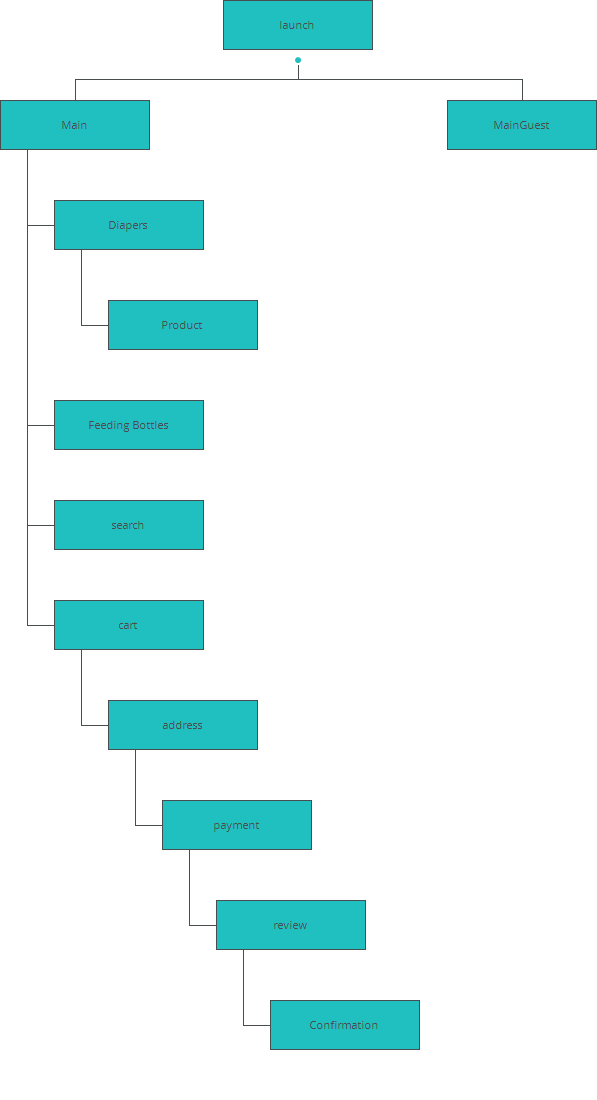 launch
Main
MainGuest
Diapers
Product
Feeding Bottles
search
cart
address
payment
review
Confirmation